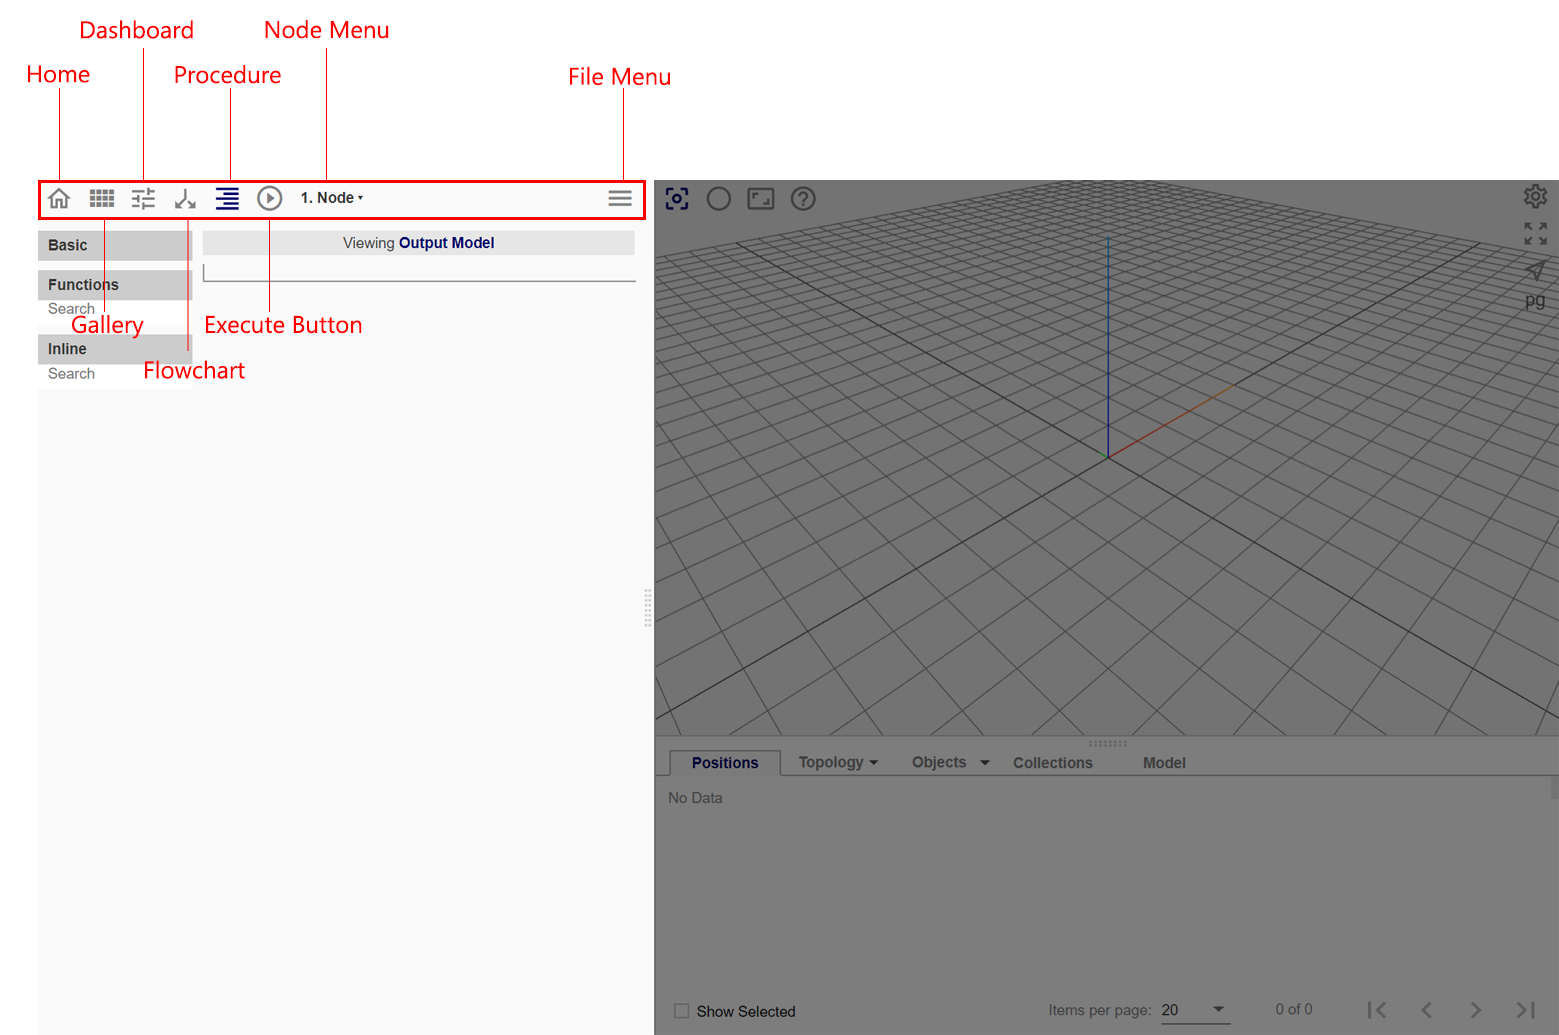 Dashboard
Node Menu
Home
Procedure
File Menu
1. Node
Basic
Viewing Output Model
Functions
Search
Gallery
Execute Button
Inline
Search
Flowchart
pg
Positions
Topology
Objects
Collections
Model
No Data
Show Selected
Items per page: 20
0 of 0